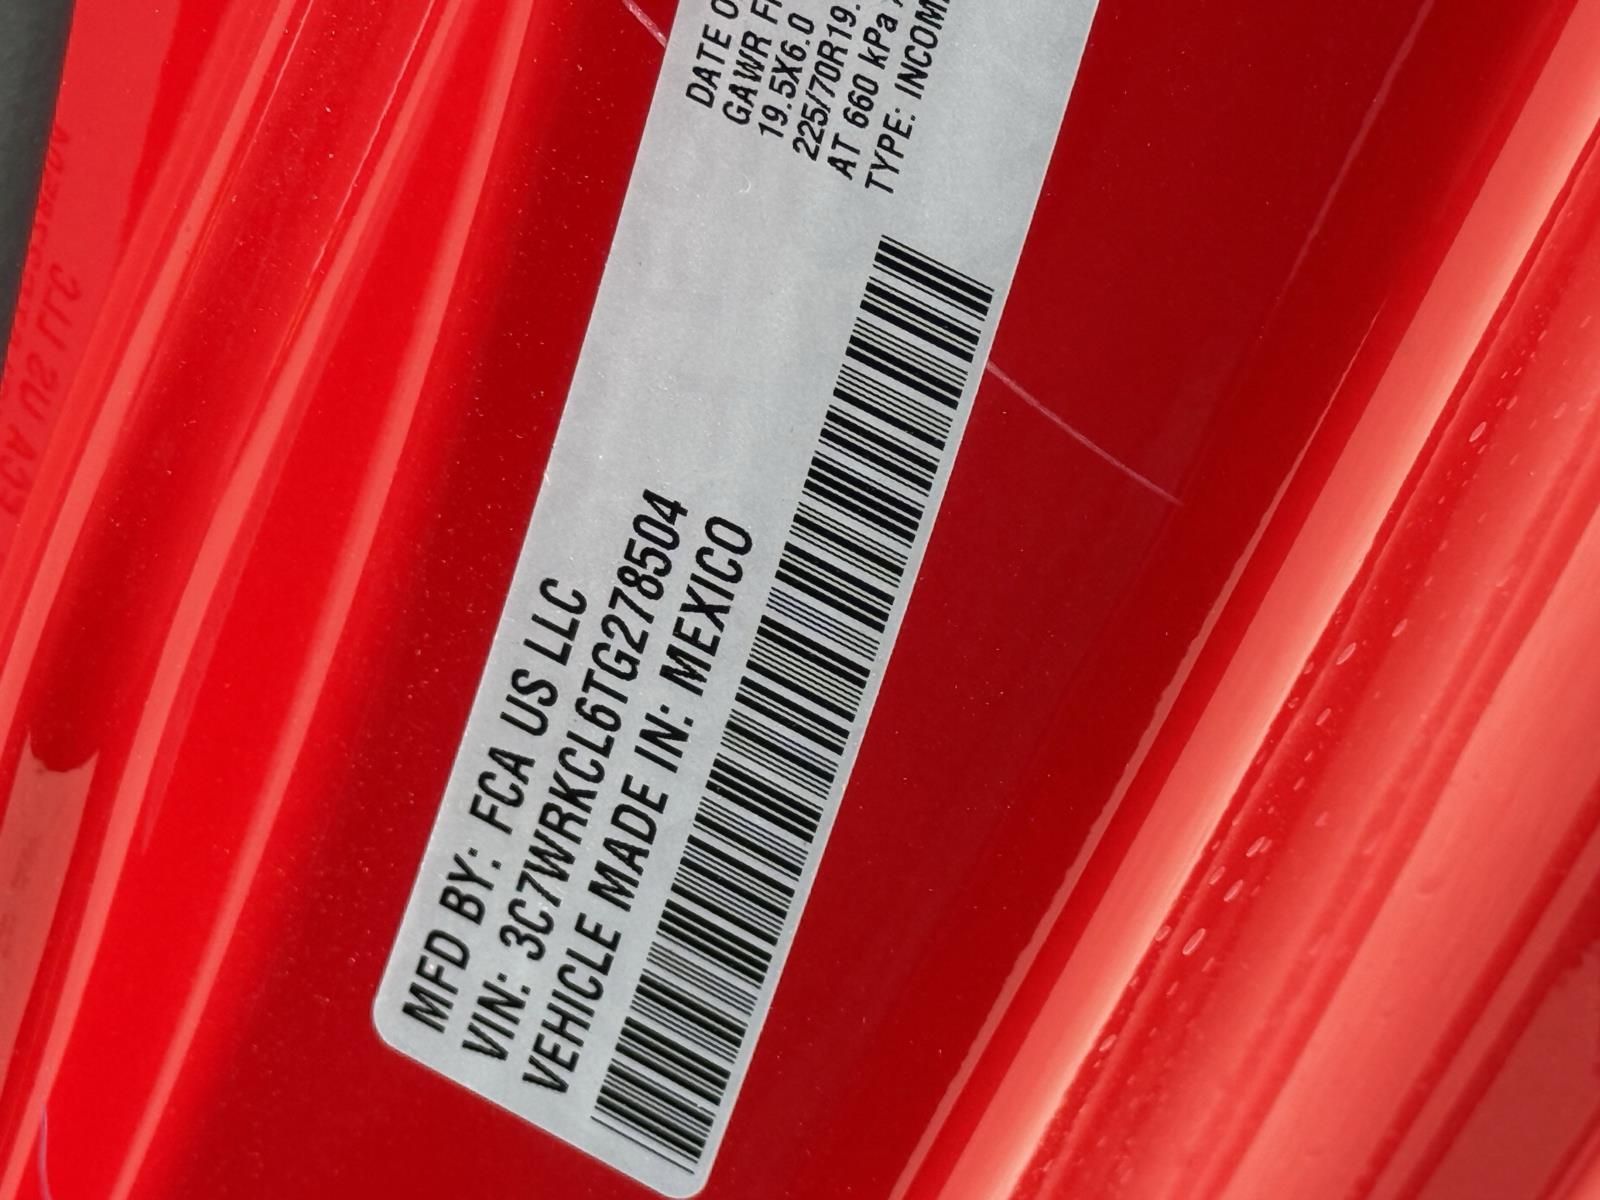 MFD BY: FCA US LLC
VIN: 3C7WRKCL6TG278504
VEHICLE MADE IN: MEXICO
DATE
GAWR
19.5X6.0
225/70R19.
AT 660 kPa
TYPE: